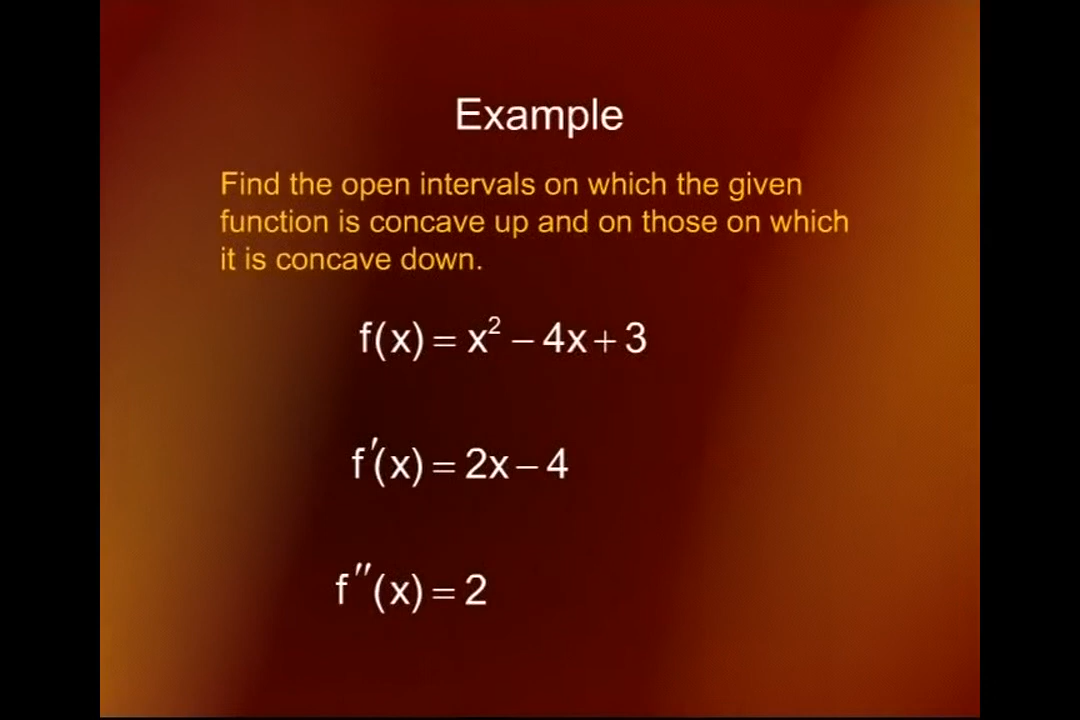 Example
Find the open intervals on which the given
function is concave up and on those on which
it is concave down.
f(x) = x² − 4x + 3
f′(x) = 2x − 4
f″(x) = 2